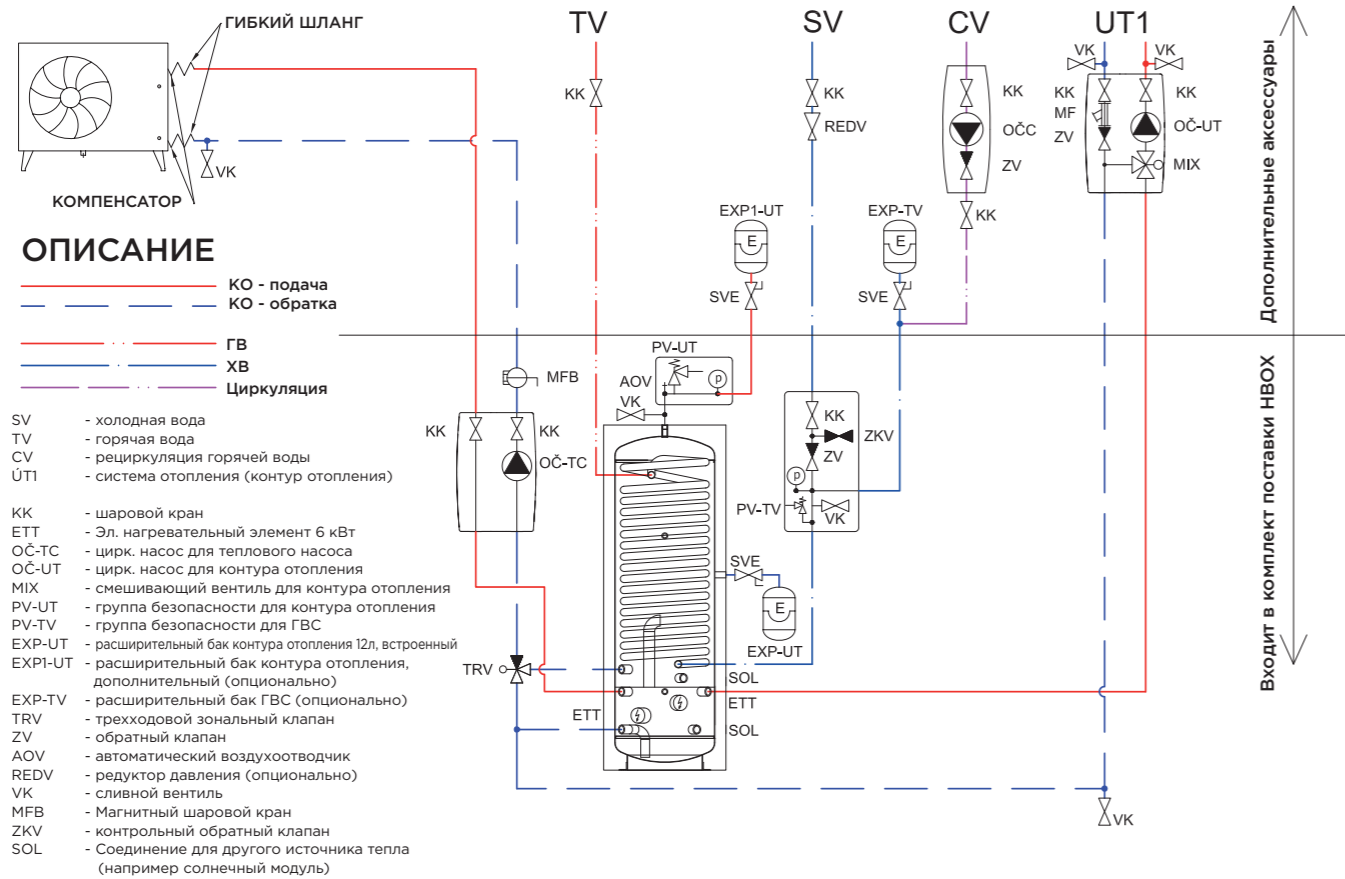 ГИБКИЙ ШЛАНГ
TV
SV
CV
UT1
VK
VK
KK
KK
KK
KK
KK
REDV
OČC
MF
ZV
OČ-UT
ZV
MIX
VK
КОМПЕНСАТОР
EXP1-UT
EXP-TV
KK
E
E
SVE
SVE
Дополнительные аксессуары
ОПИСАНИЕ
КО - подача
КО - обратка
ГВ
ХВ
Циркуляция
PV-UT
MFB
AOV
p
VK
KK
KK
OČ-TC
KK
ZKV
ZV
p
PV-TV
VK
SVE
E
EXP-UT
TRV
SOL
ETT
ETT
SOL
VK
Входит в комплект поставки HBOX
SV - холодная вода
TV - горячая вода
CV - рециркуляция горячей воды
ÚT1 - система отопления (контур отопления)
KK - шаровой кран
ETT - Эл. нагревательный элемент 6 кВт
OČ-TC - цирк. насос для теплового насоса
OČ-UT - цирк. насос для контура отопления
MIX - смешивающий вентиль для контура отопления
PV-UT - группа безопасности для контура отопления
PV-TV - группа безопасности для ГВС
EXP-UT - расширительный бак контура отопления 12л, встроенный
EXP1-UT - расширительный бак контура отопления,
дополнительный (опционально)
EXP-TV - расширительный бак ГВС (опционально)
TRV - трехходовой зональный клапан
ZV - обратный клапан
AOV - автоматический воздухоотводчик
REDV - редуктор давления (опционально)
VK - сливной вентиль
MFB - Магнитный шаровой кран
ZKV - контрольный обратный клапан
SOL - Соединение для другого источника тепла
(например солнечный модуль)